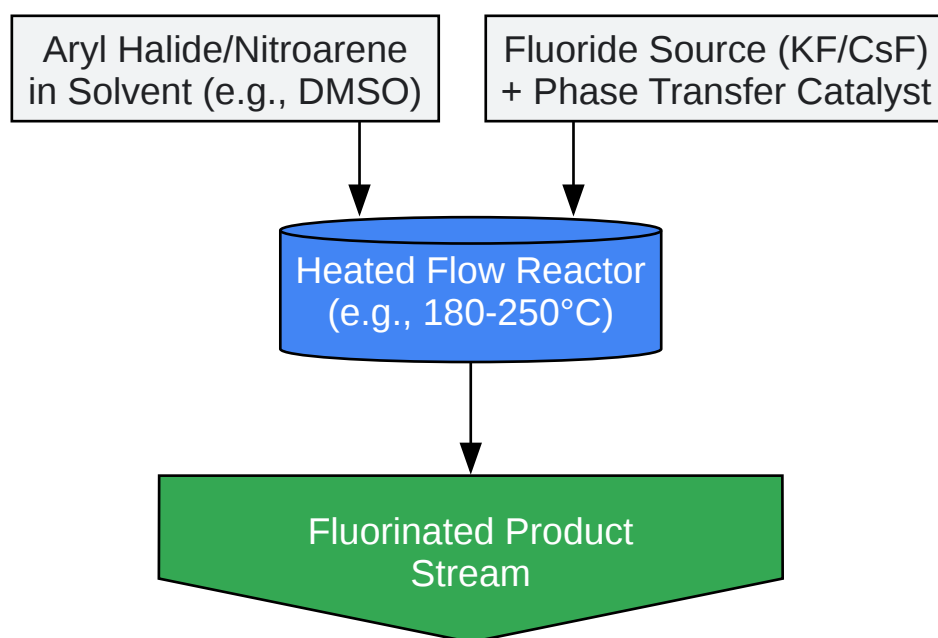 Aryl Halide/Nitroarene
in Solvent (e.g., DMSO)
Fluoride Source (KF/CsF)
+ Phase Transfer Catalyst
Heated Flow Reactor
(e.g., 180-250°C)
Fluorinated Product
Stream